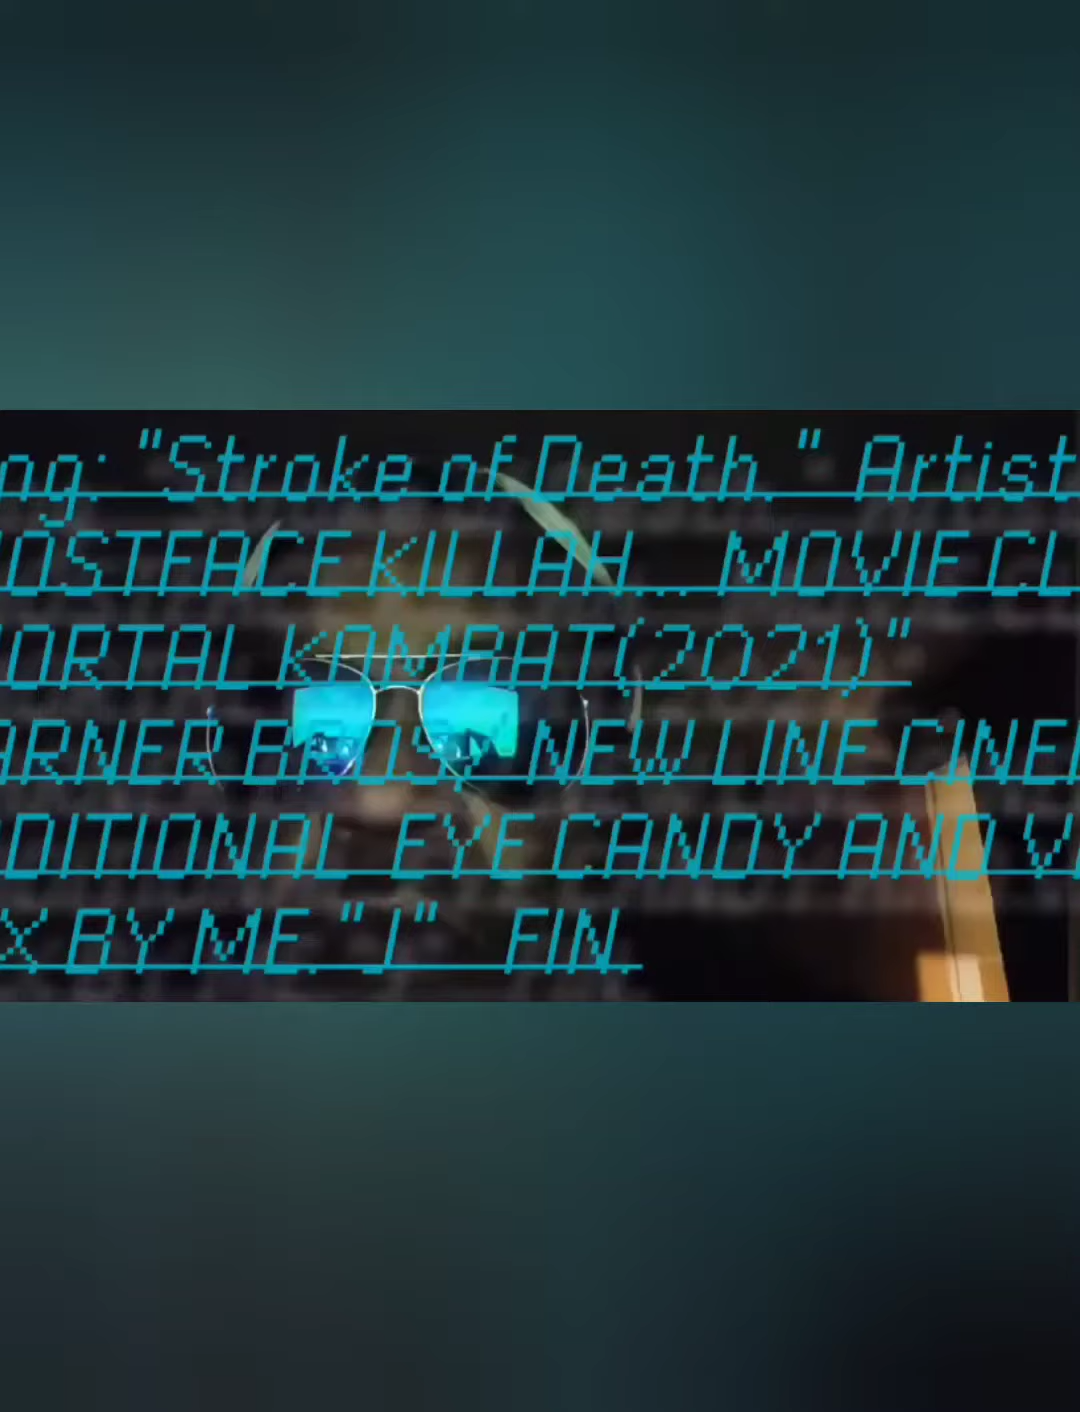 ng: "Stroke of Death." Artist
OSTFACE KILLAH... MOVIE CL
ORTAL KOMBAT(2021)"
ARNER BROS, NEW LINE CINE
DITIONAL EYE CANDY AND V
X BY ME. "J" FIN.